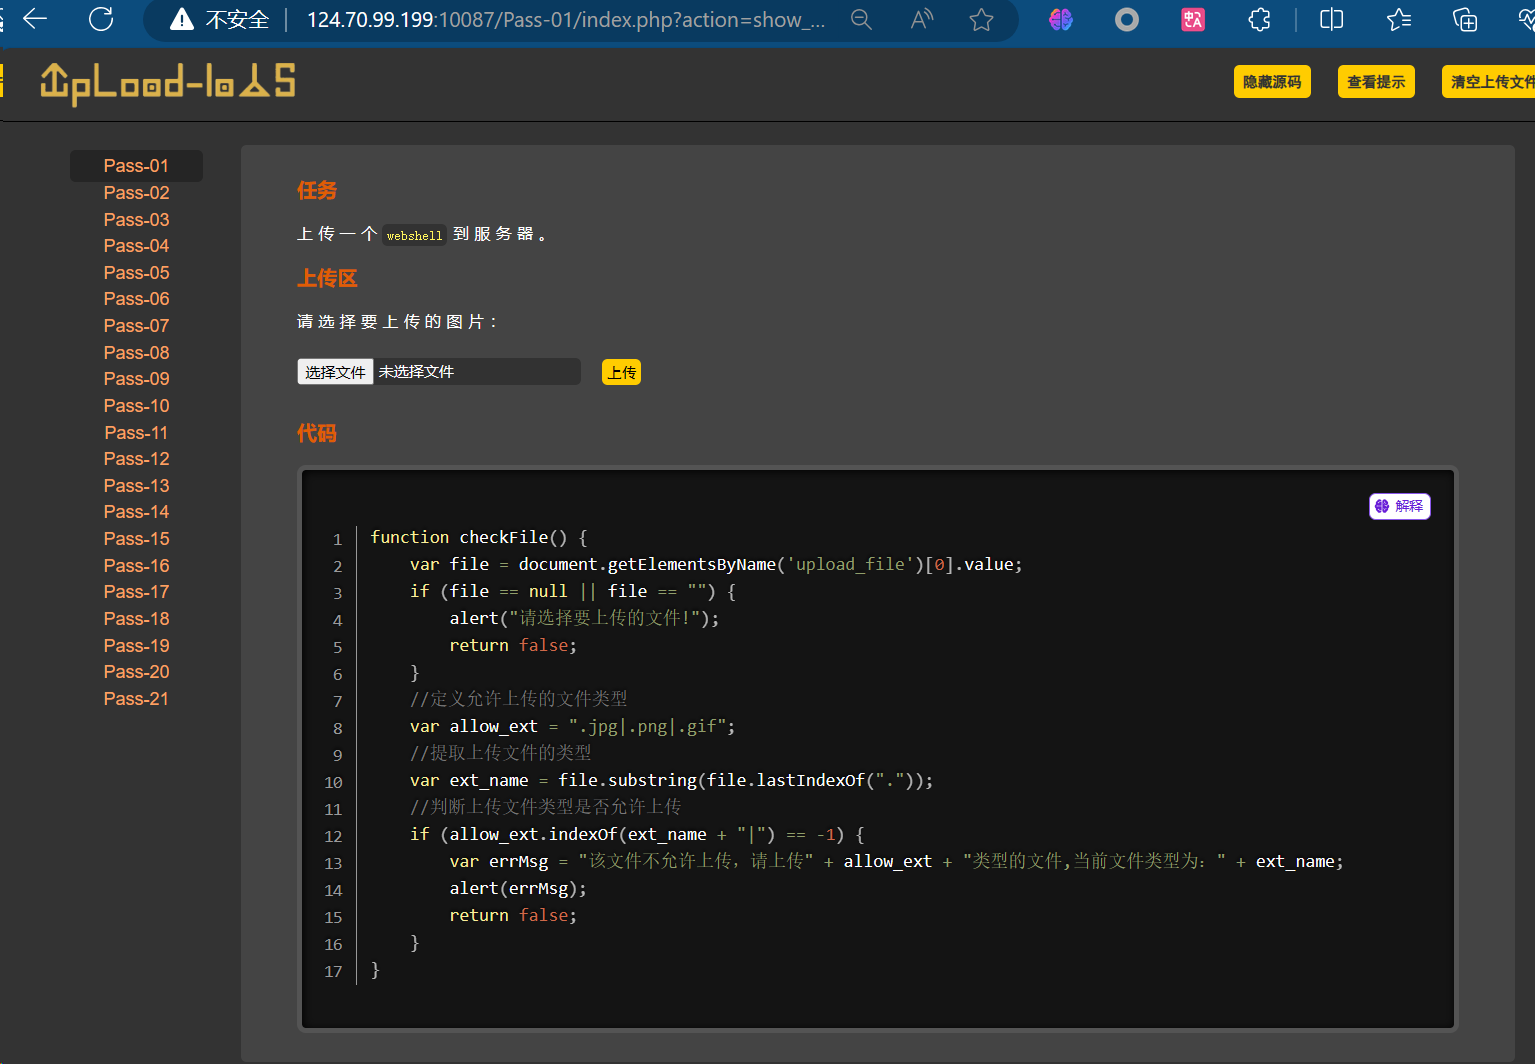 不安全 | 124.70.99.199:10087/Pass-01/index.php?action=show_...
UpLoad-labs
隐藏源码 查看提示 清空上传文件
Pass-01
Pass-02
Pass-03
Pass-04
Pass-05
Pass-06
Pass-07
Pass-08
Pass-09
Pass-10
Pass-11
Pass-12
Pass-13
Pass-14
Pass-15
Pass-16
Pass-17
Pass-18
Pass-19
Pass-20
Pass-21
任务
上传一个 webshell 到服务器。
上传区
请选择要上传的图片：
选择文件 未选择文件 上传
代码
解释
1 function checkFile() {
2     var file = document.getElementsByName('upload_file')[0].value;
3     if (file == null || file == "") {
4         alert("请选择要上传的文件!");
5         return false;
6     }
7     //定义允许上传的文件类型
8     var allow_ext = ".jpg|.png|.gif";
9     //提取上传文件的类型
10     var ext_name = file.substring(file.lastIndexOf("."));
11     //判断上传文件类型是否允许上传
12     if (allow_ext.indexOf(ext_name + "|") == -1) {
13         var errMsg = "该文件不允许上传，请上传" + allow_ext + "类型的文件,当前文件类型为：" + ext_name;
14         alert(errMsg);
15         return false;
16     }
17 }